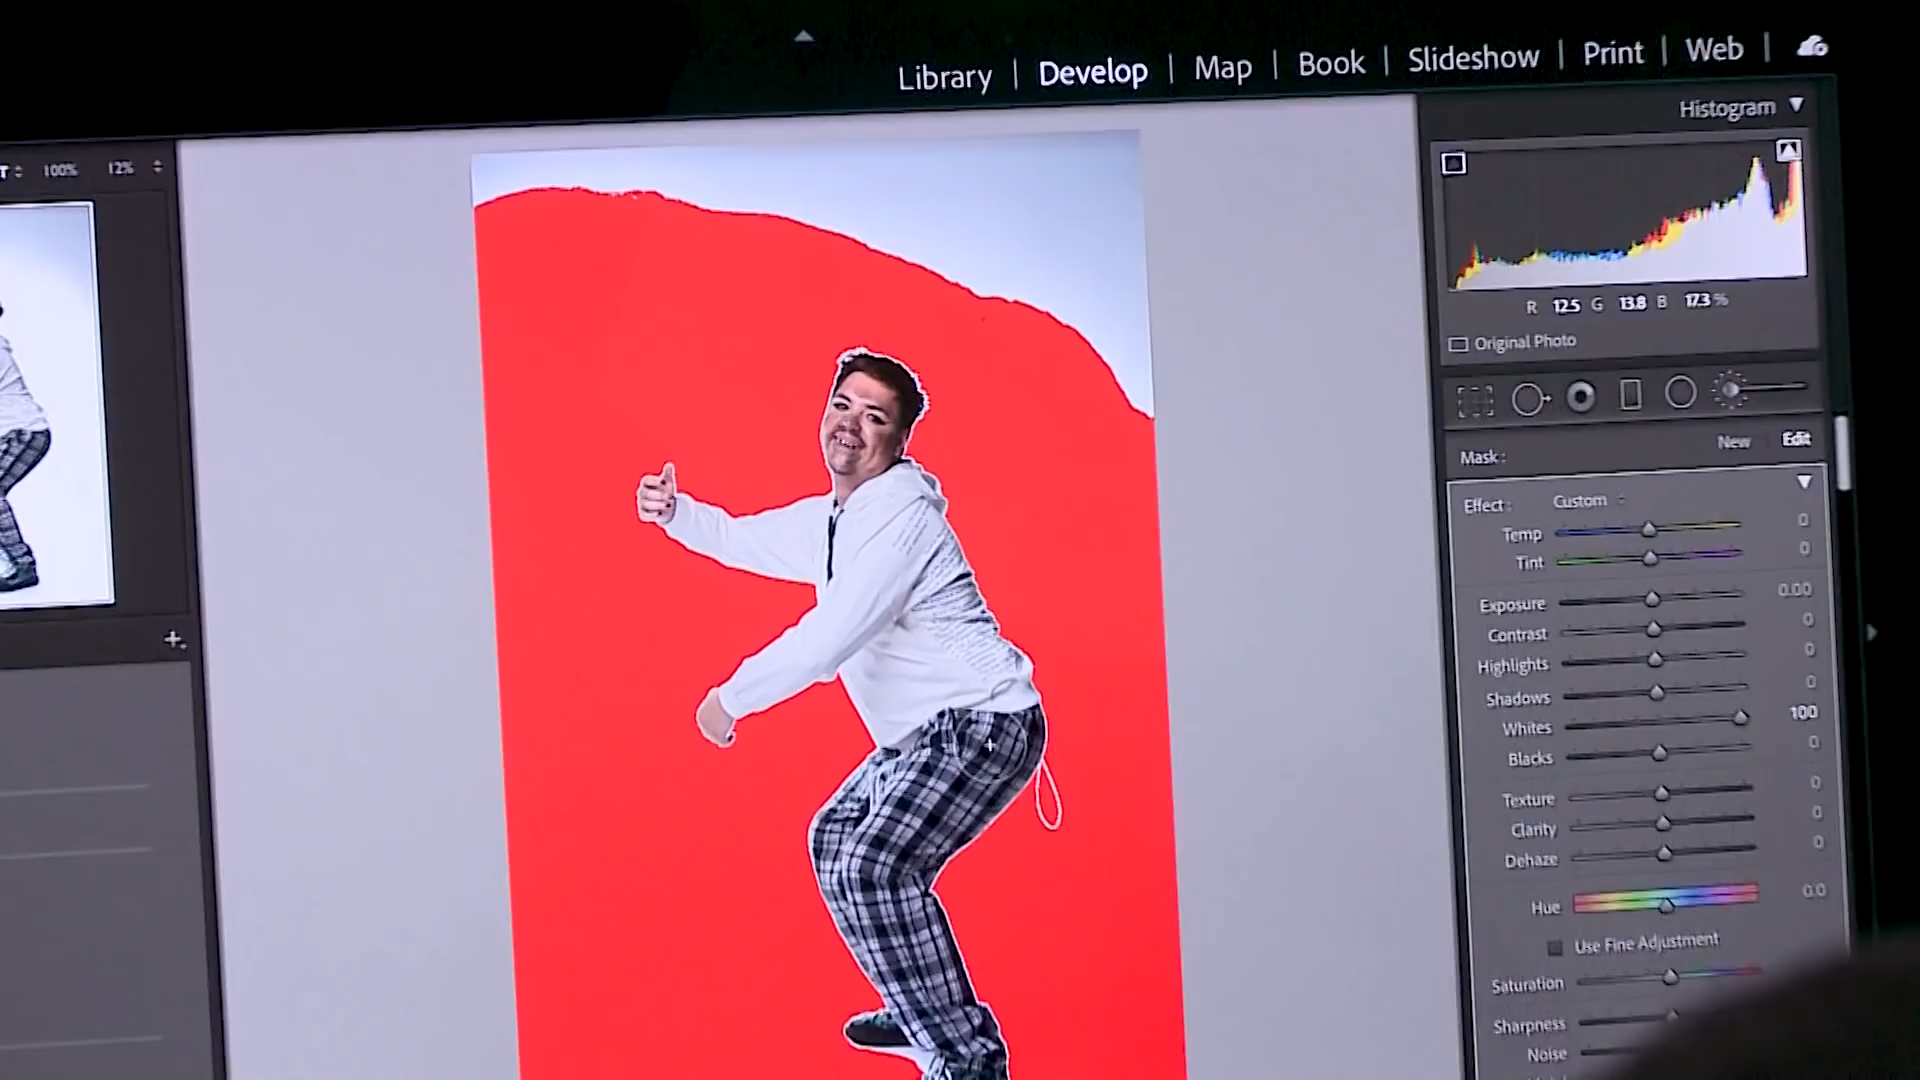 Library | Develop | Map | Book | Slideshow | Print | Web |
Histogram
100% 12%
R 12.5 G 13.8 B 17.3 %
Original Photo
Mask : New Edit
Effect : Custom
Temp 0
Tint 0
Exposure 0.00
Contrast 0
Highlights 0
Shadows 0
Whites 100
Blacks 0
Texture 0
Clarity 0
Dehaze 0
Hue 0.0
Use Fine Adjustment
Saturation
Sharpness
Noise